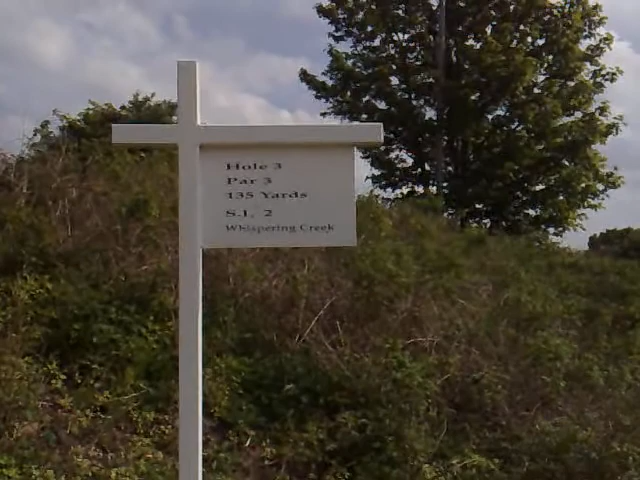 Hole 3
Par 3
135 Yards
S.I. 2
Whispering Creek